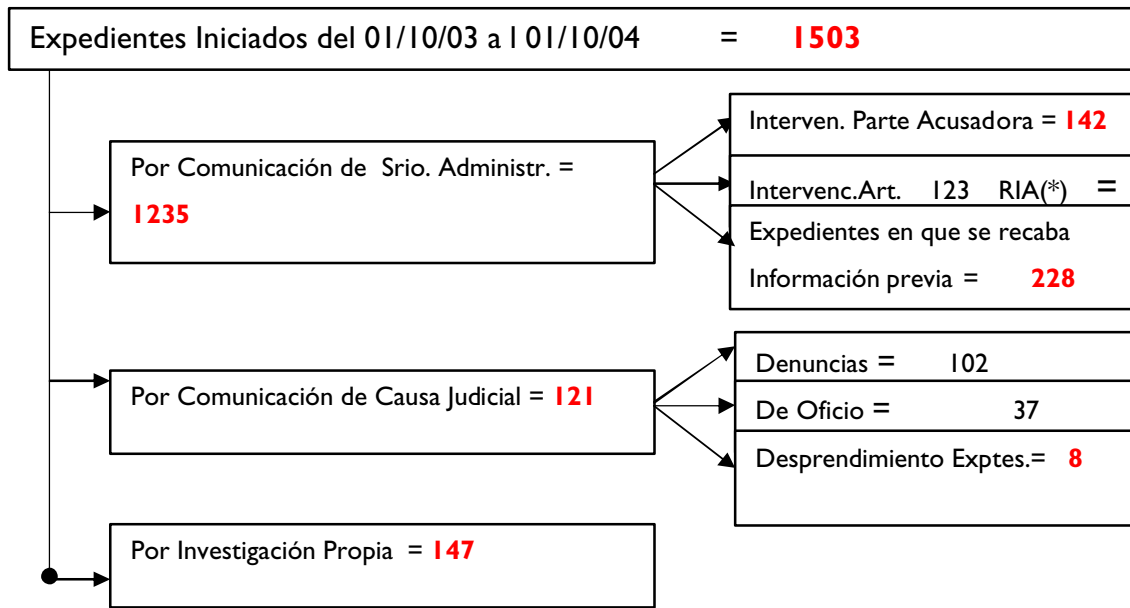 Expedientes Iniciados del 01/10/03 a l 01/10/04 = 1503
Por Comunicación de Srio. Administr. =
1235
Interven. Parte Acusadora = 142
Intervenc.Art. 123 RIA(*) =
Expedientes en que se recaba
Información previa = 228
Por Comunicación de Causa Judicial = 121
Denuncias = 102
De Oficio = 37
Desprendimiento Exptes.= 8
Por Investigación Propia = 147